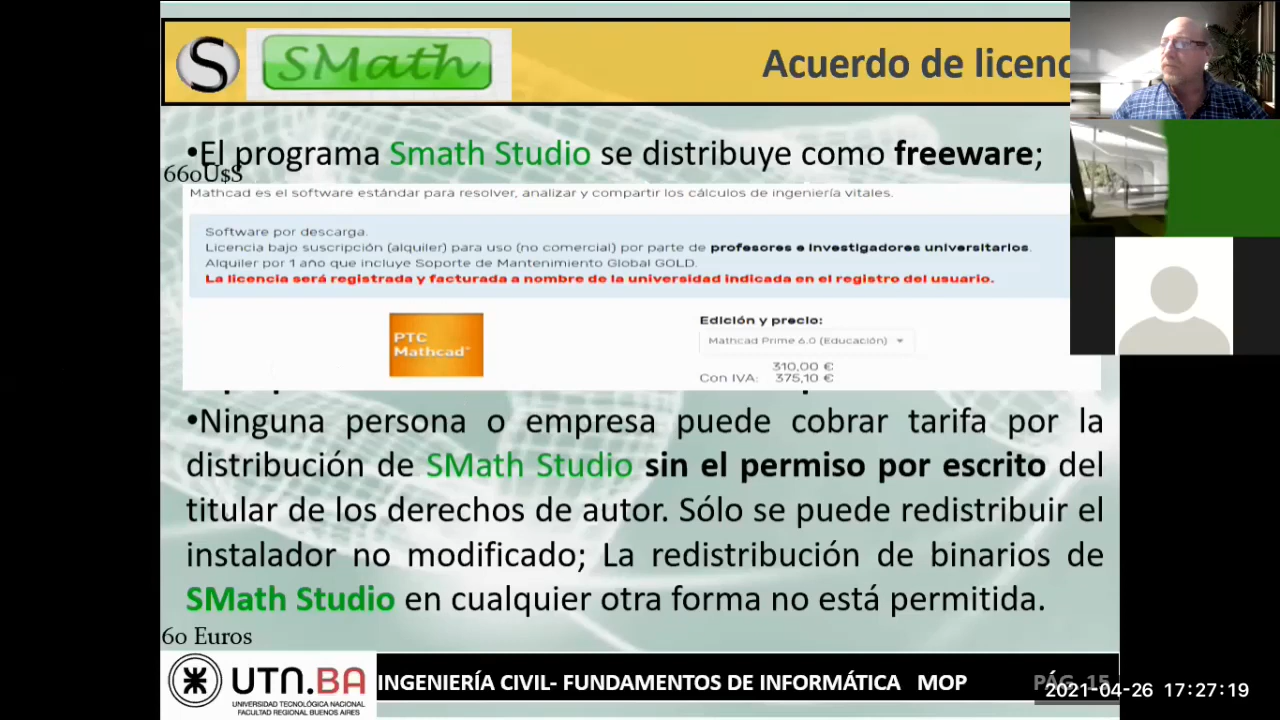 S
SMath
Acuerdo de licenc
•El programa Smath Studio se distribuye como freeware;
660U$S
Mathcad es el software estándar para resolver, analizar y compartir los cálculos de ingeniería vitales.
Software por descarga.
Licencia bajo suscripción (alquiler) para uso (no comercial) por parte de profesores e investigadores universitarios.
Alquiler por 1 año que incluye Soporte de Mantenimiento Global GOLD.
La licencia será registrada y facturada a nombre de la universidad indicada en el registro del usuario.
PTC
Mathcad™
Edición y precio:
Mathcad Prime 6.0 (Educación)
310,00 €
Con IVA: 375,10 €
•Ninguna persona o empresa puede cobrar tarifa por la
distribución de SMath Studio sin el permiso por escrito del
titular de los derechos de autor. Sólo se puede redistribuir el
instalador no modificado; La redistribución de binarios de
SMath Studio en cualquier otra forma no está permitida.
60 Euros
UTN.BA
UNIVERSIDAD TECNOLÓGICA NACIONAL
FACULTAD REGIONAL BUENOS AIRES
INGENIERÍA CIVIL- FUNDAMENTOS DE INFORMÁTICA MOP
PÁG. 15
2021-04-26 17:27:19